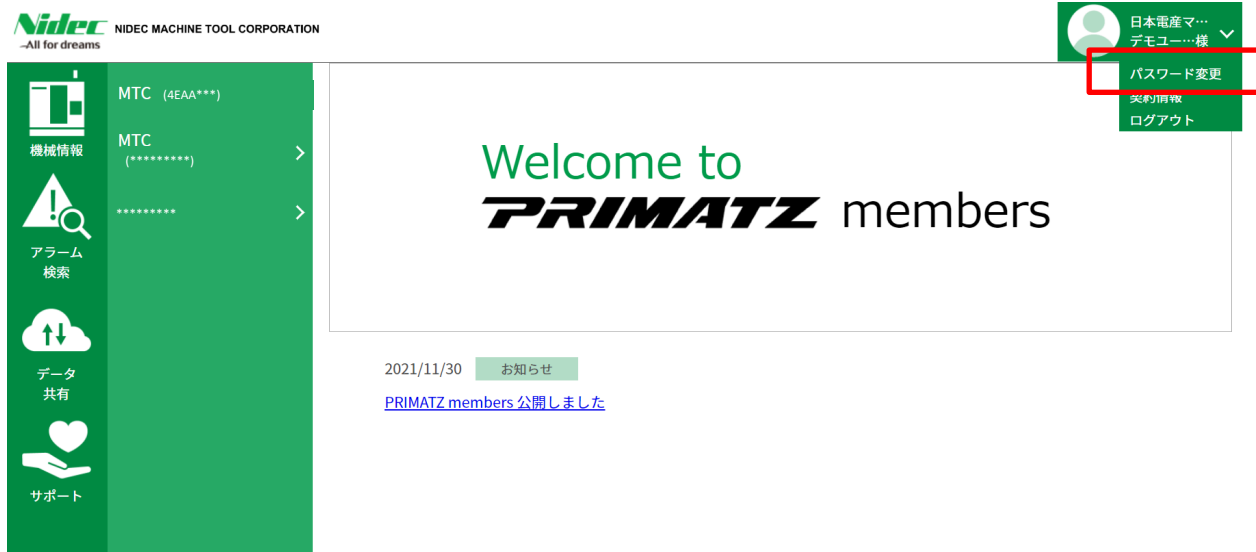 Nidec
-All for dreams
NIDEC MACHINE TOOL CORPORATION
日本電産マ…
デモユー…様
パスワード変更
契約情報
ログアウト
機械情報
アラーム
検索
データ
共有
サポート
MTC (4EAA***)
MTC
(*********)
*********
Welcome to
PRIMATZ members
2021/11/30 お知らせ
PRIMATZ members 公開しました